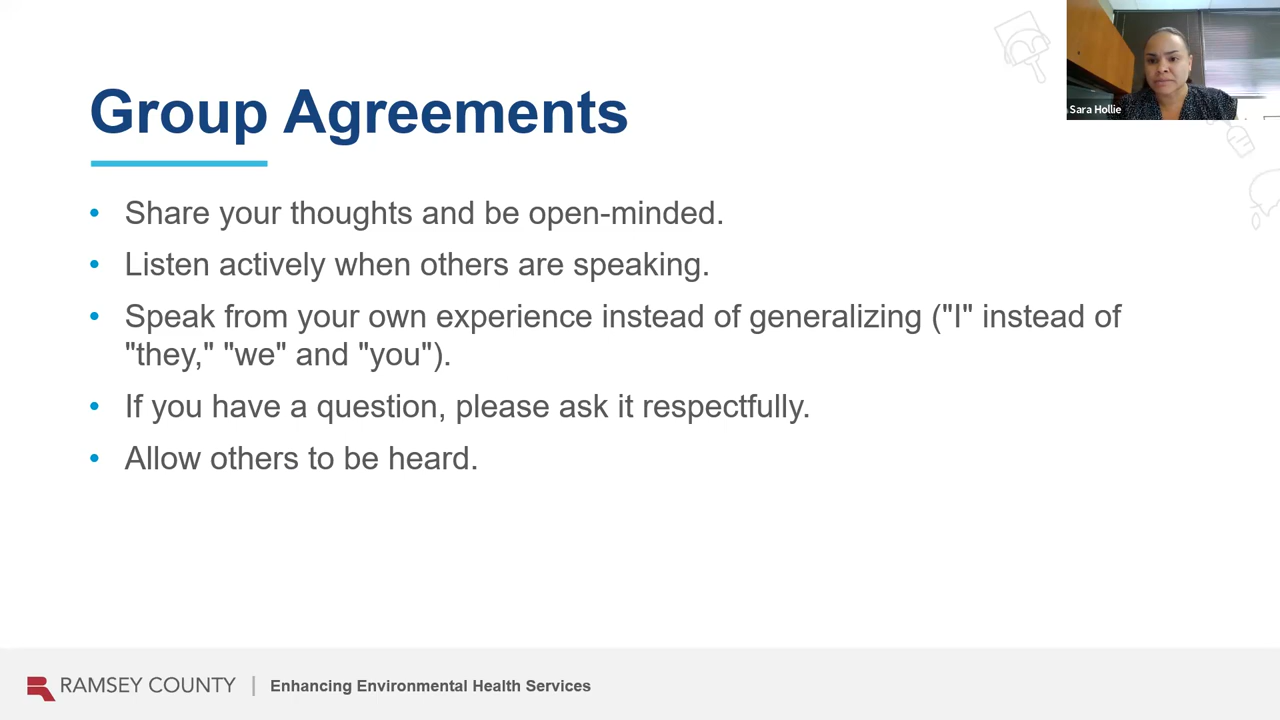 Sara Hollie
Group Agreements
• Share your thoughts and be open-minded.
• Listen actively when others are speaking.
• Speak from your own experience instead of generalizing ("I" instead of
"they," "we" and "you").
• If you have a question, please ask it respectfully.
• Allow others to be heard.
RAMSEY COUNTY | Enhancing Environmental Health Services